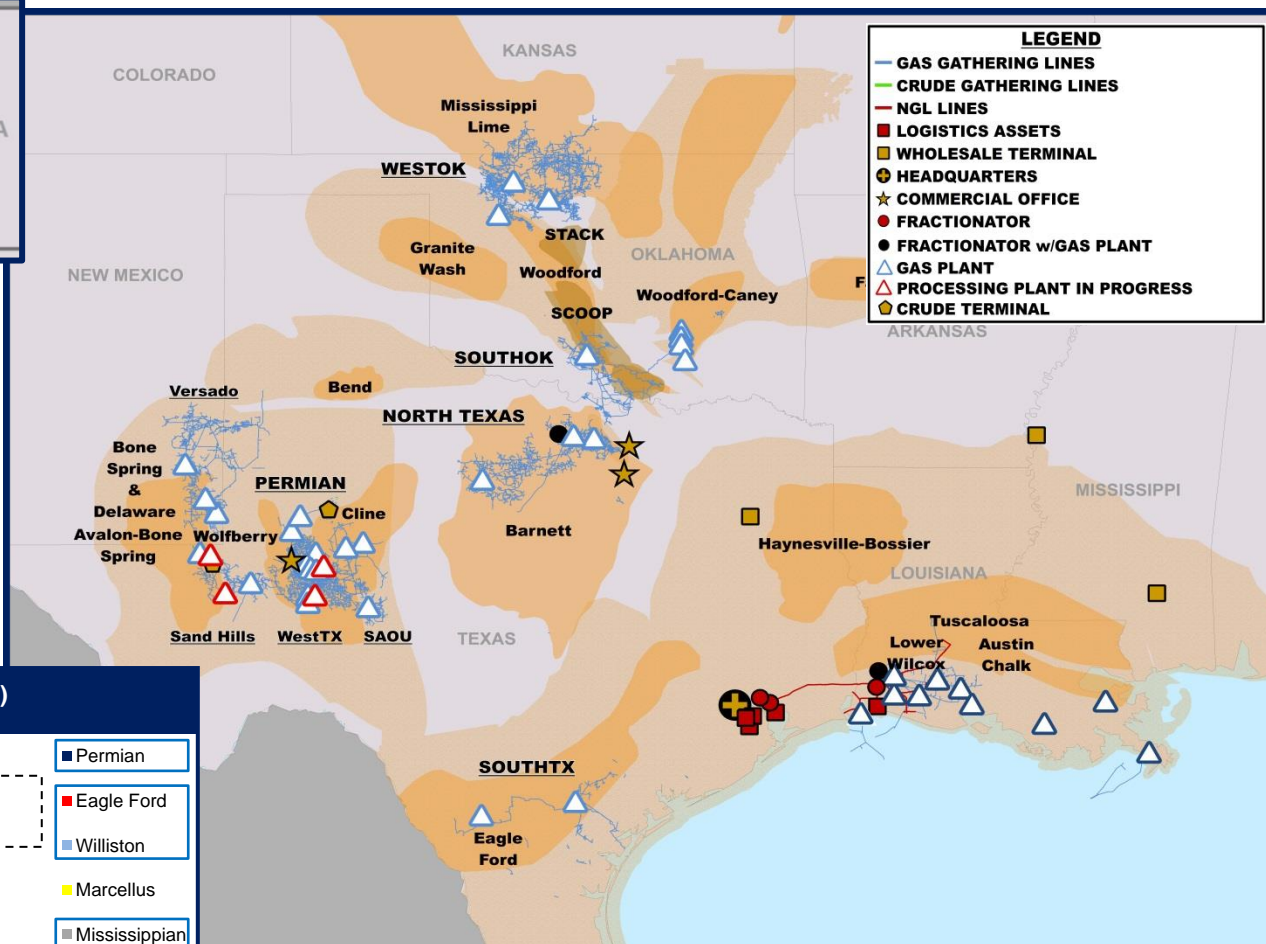 A
COLORADO
KANSAS
NEW MEXICO
OKLAHOMA
ARKANSAS
MISSISSIPPI
LOUISIANA
TEXAS
Mississippi
Lime
WESTOK
Granite
Wash
STACK
Woodford
Woodford-Caney
SCOOP
SOUTHOK
Bend
Versado
NORTH TEXAS
Bone
Spring
&
Delaware
Avalon-Bone
Spring
PERMIAN
Cline
Wolfberry
Barnett
Haynesville-Bossier
Sand Hills
WestTX
SAOU
Tuscaloosa
Lower
Wilcox
Austin
Chalk
SOUTHTX
Eagle
Ford
LEGEND
GAS GATHERING LINES
CRUDE GATHERING LINES
NGL LINES
LOGISTICS ASSETS
WHOLESALE TERMINAL
HEADQUARTERS
COMMERCIAL OFFICE
FRACTIONATOR
FRACTIONATOR w/GAS PLANT
GAS PLANT
PROCESSING PLANT IN PROGRESS
CRUDE TERMINAL
)
Permian
Eagle Ford
Williston
Marcellus
Mississippian